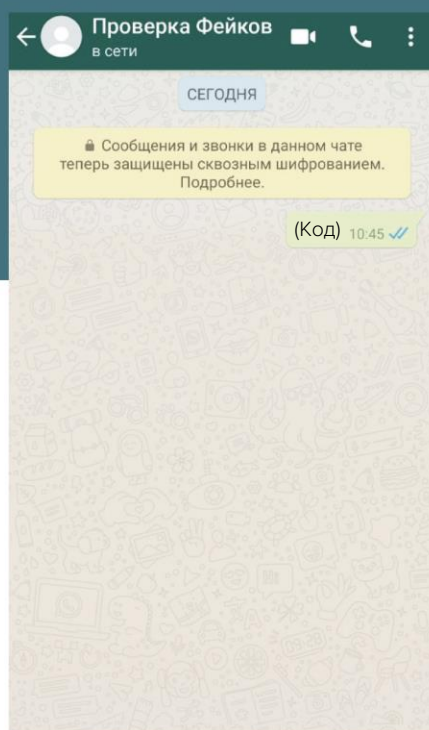 Проверка Фейков
в сети
СЕГОДНЯ
Сообщения и звонки в данном чате
теперь защищены сквозным шифрованием.
Подробнее.
(Код) 10:45